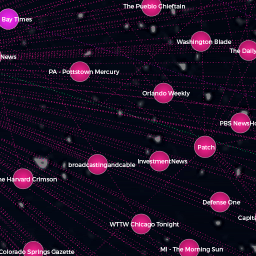 The Pueblo Chieftain
Bay Times
Washington Blade
The Daily
News
PA - Pottstown Mercury
Orlando Weekly
PBS NewsHo
Patch
InvestmentNews
broadcastingandcable
he Harvard Crimson
Defense One
Capit
WTTW Chicago Tonight
MI - The Morning Sun
Colorado Springs Gazette